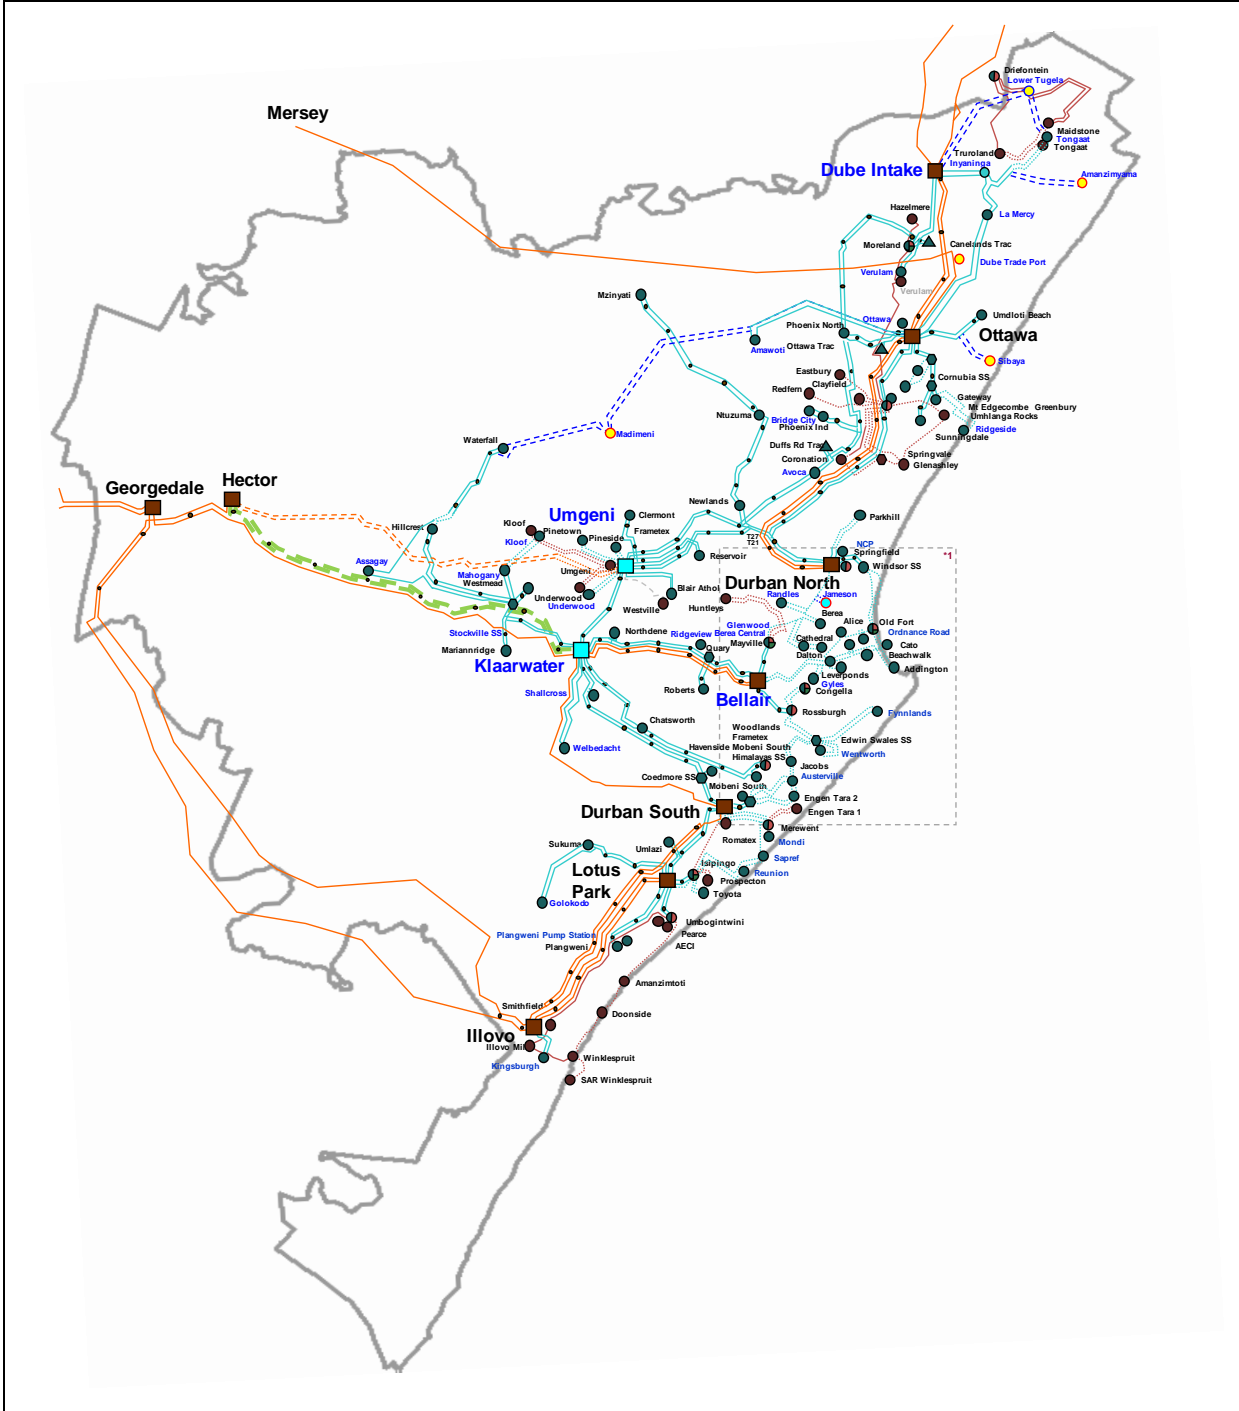 Driefontein
Lower Tugela
Mersey
Maidstone
Tongaat
Tongaat
Truroland
Inyaninga
Dube Intake
Amanzimyama
Hazelmere
La Mercy
Moreland
Canelands Trac
Dube Trade Port
Verulam
Verulam
Mzinyati
Umdloti Beach
Ottawa
Phoenix North
Ottawa
Ottawa Trac
Amawoti
Sibaya
Eastbury
Cornubia SS
Clayfield
Redfern
Gateway
Mt Edgecombe Greenbury
Umhlanga Rocks
Ntuzuma
Bridge City
Phoenix Ind
Ridgeside
Sunningdale
Madimeni
Waterfall
Duffs Rd Trac
Coronation
Springvale
Glenashley
Avoca
Hector
Georgedale
Newlands
Umgeni
Clermont
Parkhill
Kloof
Pinetown
Frametex
Hillcrest
Kloof
Pineside
T27
T21
NCP
Springfield
*1
Reservoir
Assagay
Umgeni
Windsor SS
Mahogany
Westmead
Durban North
Blair Athol
Underwood
Underwood
Randles
Jameson
Westville
Huntleys
Berea
Alice
Old Fort
Glenwood
Stockville SS
Northdene
Ridgeview Berea Central
Ordnance Road
Mayville
Cathedral
Cato
Mariannridge
Quary
Dalton
Beachwalk
Klaarwater
Addington
Leverponds
Gyles
Roberts
Congella
Shallcross
Bellair
Rossburgh
Fynnlands
Chatsworth
Woodlands
Frametex
Edwin Swales SS
Welbedacht
Havenside Mobeni South
Wentworth
Himalayas SS
Jacobs
Coedmore SS
Austerville
Mobeni South
Engen Tara 2
Durban South
Engen Tara 1
Merewent
Romatex
Mondi
Sukuma
Umlazi
Sapref
Lotus
Park
Isipingo
Reunion
Prospecton
Toyota
Golokodo
Umbogintwini
Plangweni Pump Station
Pearce
Plangweni
AECI
Amanzimtoti
Smithfield
Doonside
Illovo
Illovo Mill
Winklespruit
Kingsburgh
SAR Winklespruit